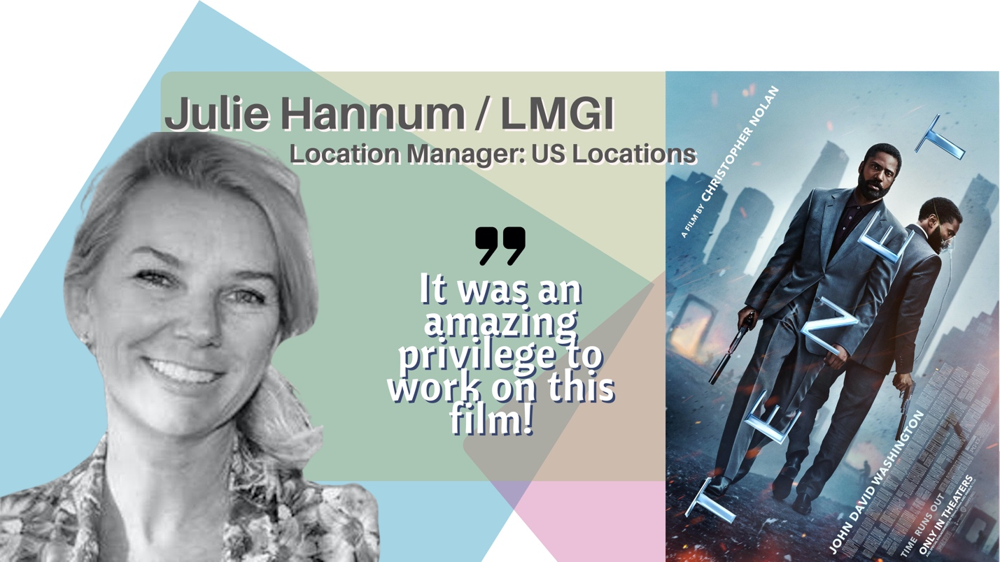 Julie Hannum / LMGI
Location Manager: US Locations
”
It was an
amazing
privilege to
work on this
film!
A FILM BY CHRISTOPHER NOLAN
TENET
JOHN DAVID WASHINGTON
TIME RUNS OUT
ONLY IN THEATERS